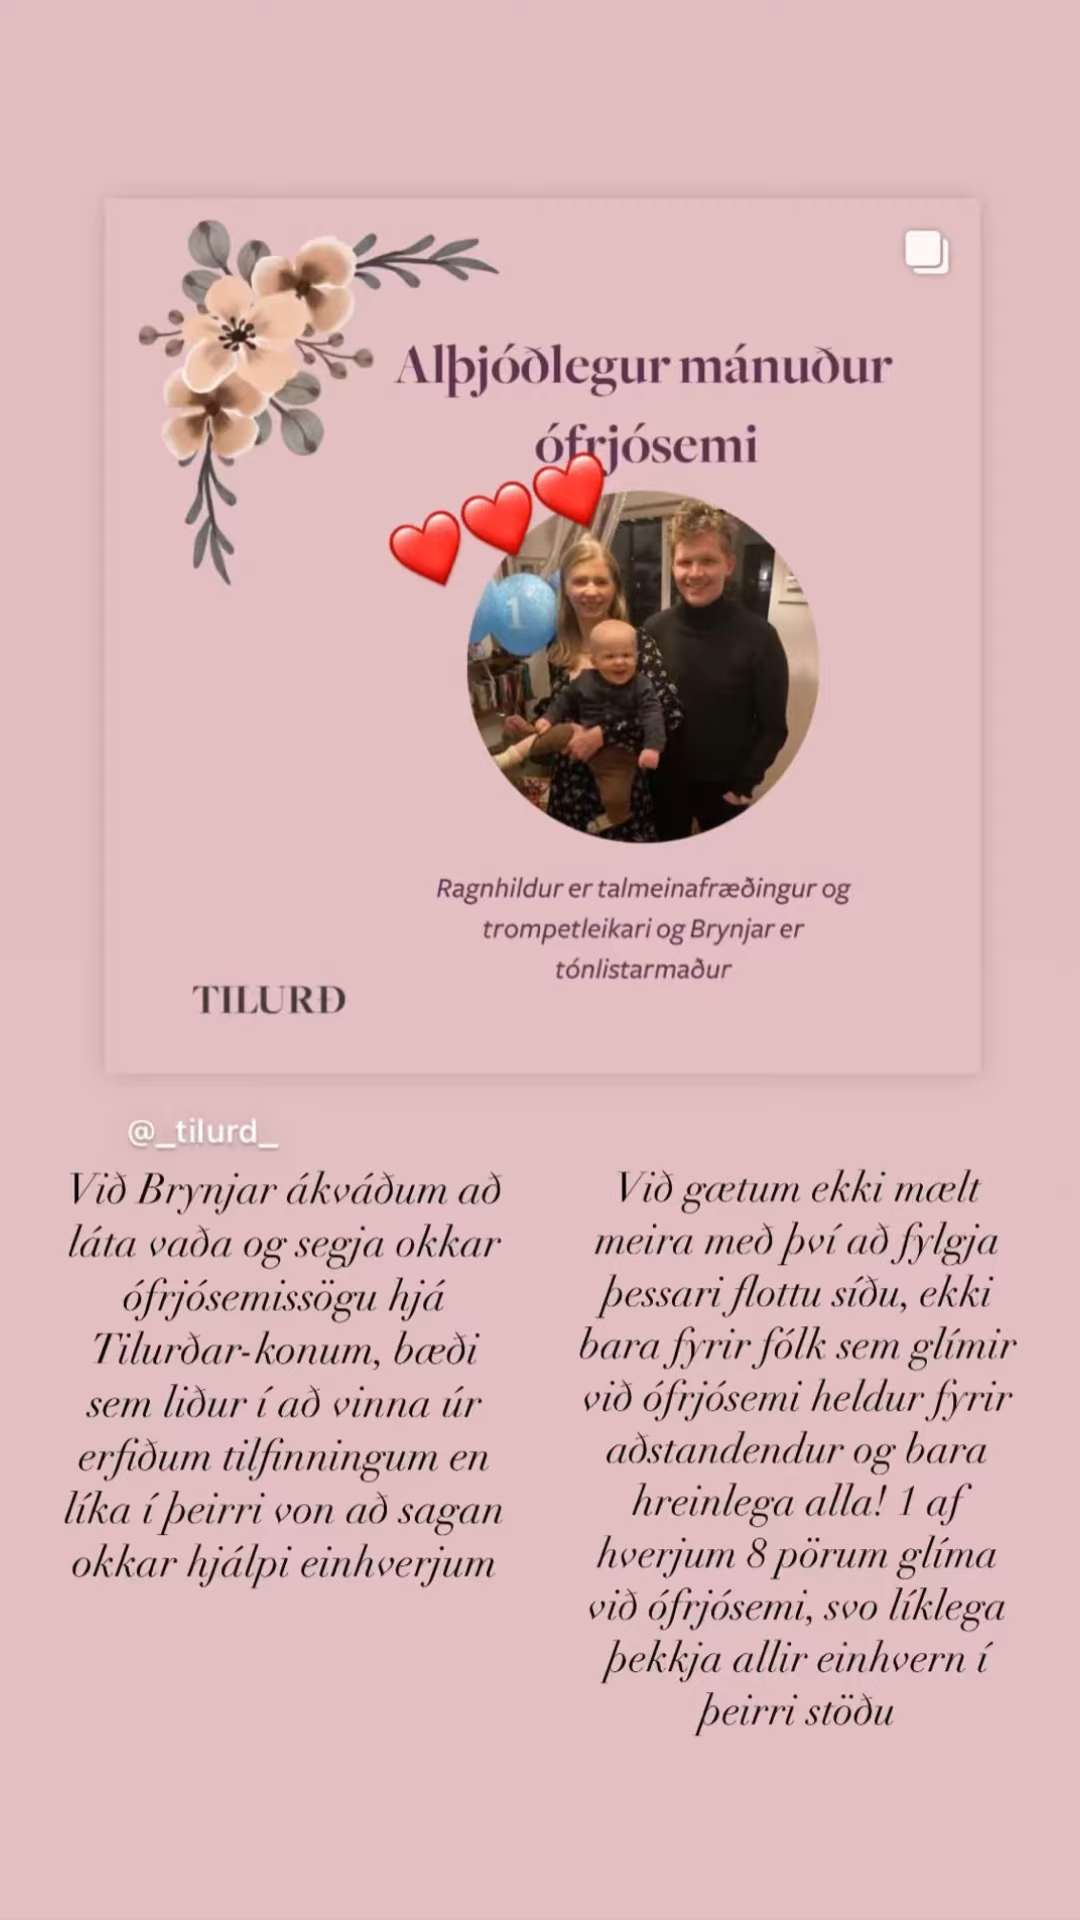 Alþjóðlegur mánuður
ófrjósemi
1
Ragnhildur er talmeinafræðingur og
trompetleikari og Brynjar er
tónlistarmaður
TILURÐ
@_tilurd_
Við Brynjar ákváðum að
láta vaða og segja okkar
ófrjósemissögu hjá
Tilurðar-konum, bæði
sem liður í að vinna úr
erfiðum tilfinningum en
líka í þeirri von að sagan
okkar hjálpi einhverjum
Við gætum ekki mælt
meira með því að fylgja
þessari flottu síðu, ekki
bara fyrir fólk sem glímir
við ófrjósemi heldur fyrir
aðstandendur og bara
hreinlega alla! 1 af
hverjum 8 pörum glíma
við ófrjósemi, svo líklega
þekkja allir einhvern í
þeirri stöðu